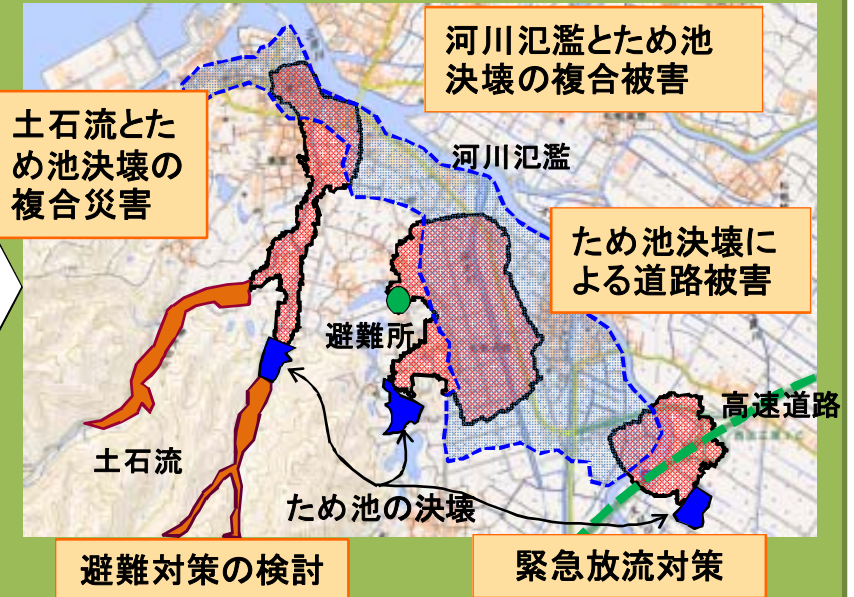 河川氾濫とため池
決壊の複合被害
土石流とた
め池決壊の
複合災害
河川氾濫
ため池決壊に
よる道路被害
避難所
高速道路
土石流
ため池の決壊
避難対策の検討
緊急放流対策